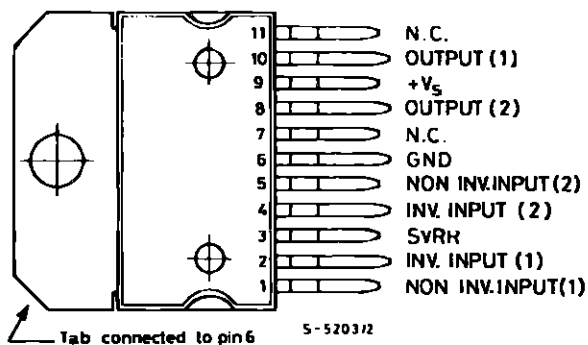 11 N.C.
10 OUTPUT (1)
9 +Vs
8 OUTPUT (2)
7 N.C.
6 GND
5 NON INV.INPUT (2)
4 INV. INPUT (2)
3 SVRR
2 INV. INPUT (1)
1 NON INV.INPUT(1)
Tab connected to pin 6
S-5203/2